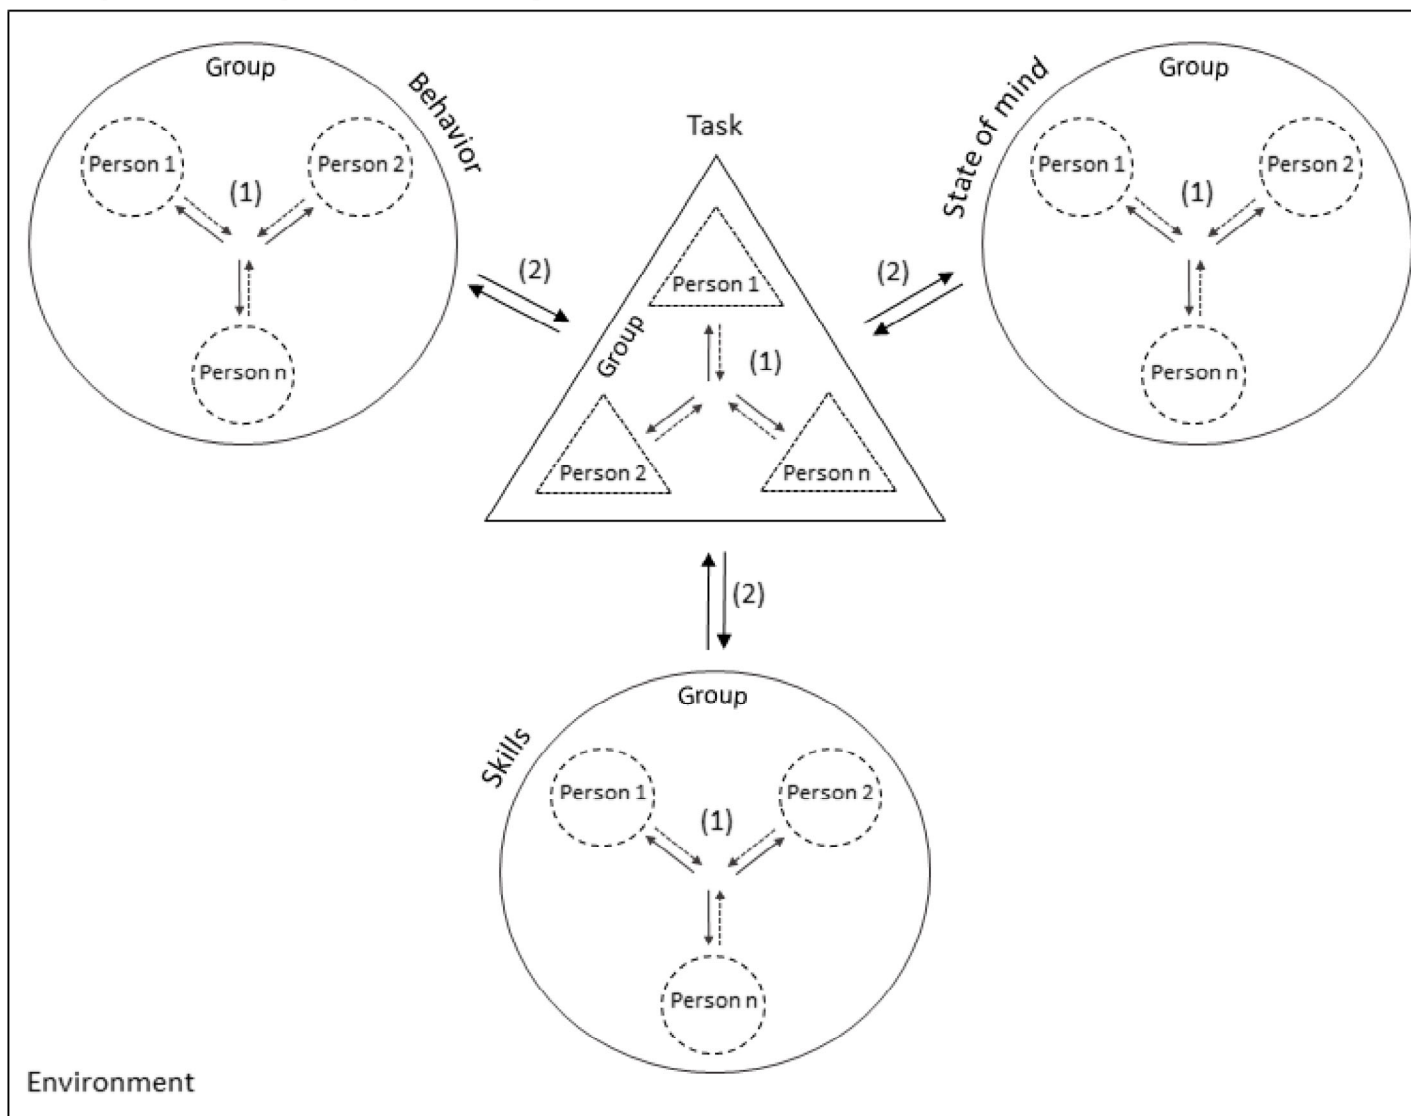 Group
Behavior
Person 1
Person 2
(1)
Person n
(2)
Task
Group
Person 1
(1)
Person 2
Person n
(2)
Group
State of mind
Person 1
Person 2
(1)
Person n
(2)
Group
Skills
Person 1
Person 2
(1)
Person n
Environment